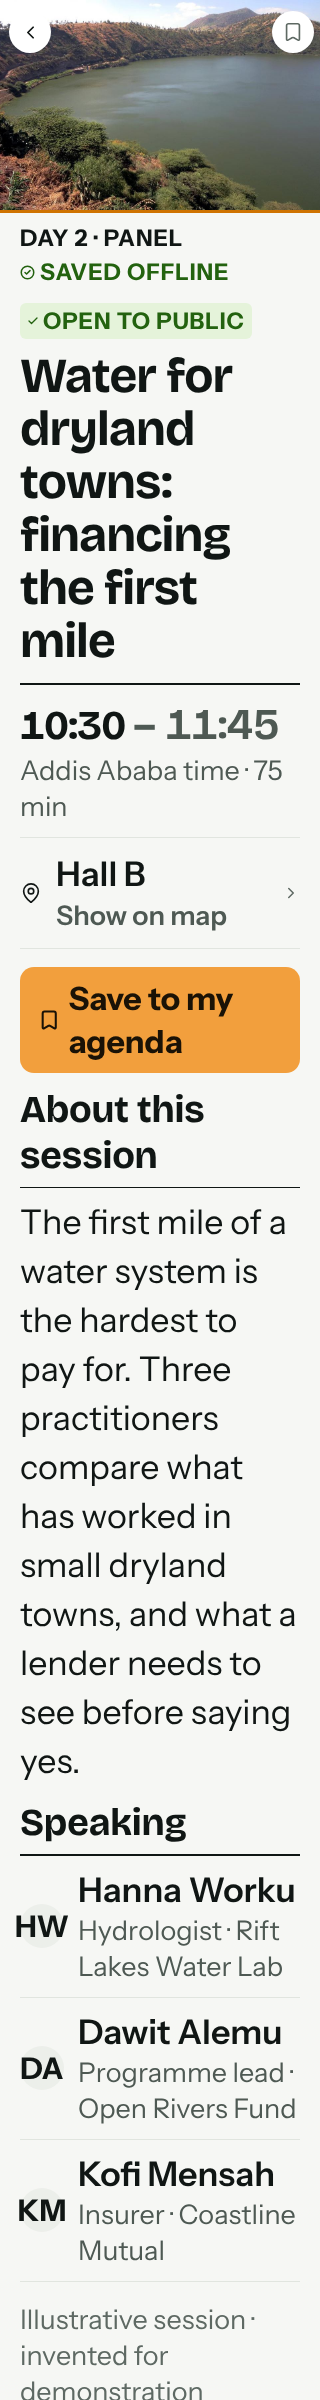 DAY 2 · PANEL
SAVED OFFLINE
OPEN TO PUBLIC
Water for
dryland
towns:
financing
the first
mile
10:30 – 11:45
Addis Ababa time · 75
min
Hall B
Show on map
Save to my
agenda
About this
session
The first mile of a
water system is
the hardest to
pay for. Three
practitioners
compare what
has worked in
small dryland
towns, and what a
lender needs to
see before saying
yes.
Speaking
HW
Hanna Worku
Hydrologist · Rift
Lakes Water Lab
DA
Dawit Alemu
Programme lead ·
Open Rivers Fund
KM
Kofi Mensah
Insurer · Coastline
Mutual
Illustrative session ·
invented for
demonstration